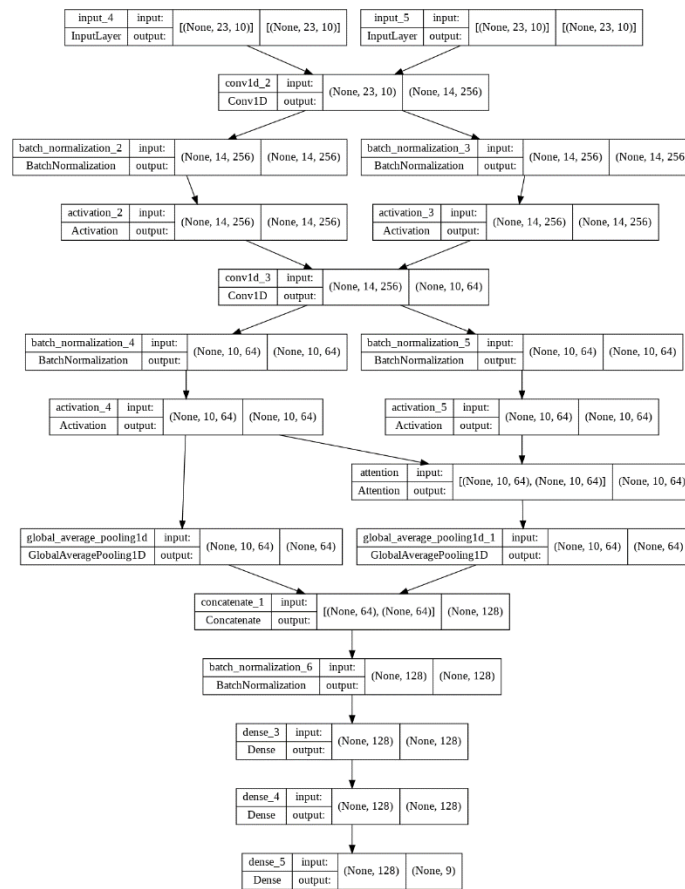 input_4 input: [(None, 23, 10)] [(None, 23, 10)]
InputLayer output:
input_5 input: [(None, 23, 10)] [(None, 23, 10)]
InputLayer output:
conv1d_2 input: (None, 23, 10) (None, 14, 256)
Conv1D output:
batch_normalization_2 input: (None, 14, 256) (None, 14, 256)
BatchNormalization output:
batch_normalization_3 input: (None, 14, 256) (None, 14, 256
BatchNormalization output:
activation_2 input: (None, 14, 256) (None, 14, 256)
Activation output:
activation_3 input: (None, 14, 256) (None, 14, 256)
Activation output:
conv1d_3 input: (None, 14, 256) (None, 10, 64)
Conv1D output:
batch_normalization_4 input: (None, 10, 64) (None, 10, 64)
BatchNormalization output:
batch_normalization_5 input: (None, 10, 64) (None, 10, 64)
BatchNormalization output:
activation_4 input: (None, 10, 64) (None, 10, 64)
Activation output:
activation_5 input: (None, 10, 64) (None, 10, 64)
Activation output:
attention input: [(None, 10, 64), (None, 10, 64)] (None, 10, 64)
Attention output:
global_average_pooling1d input: (None, 10, 64) (None, 64)
GlobalAveragePooling1D output:
global_average_pooling1d_1 input: (None, 10, 64) (None, 64)
GlobalAveragePooling1D output:
concatenate_1 input: [(None, 64), (None, 64)] (None, 128)
Concatenate output:
batch_normalization_6 input: (None, 128) (None, 128)
BatchNormalization output:
dense_3 input: (None, 128) (None, 128)
Dense output:
dense_4 input: (None, 128) (None, 128)
Dense output:
dense_5 input: (None, 128) (None, 9)
Dense output: